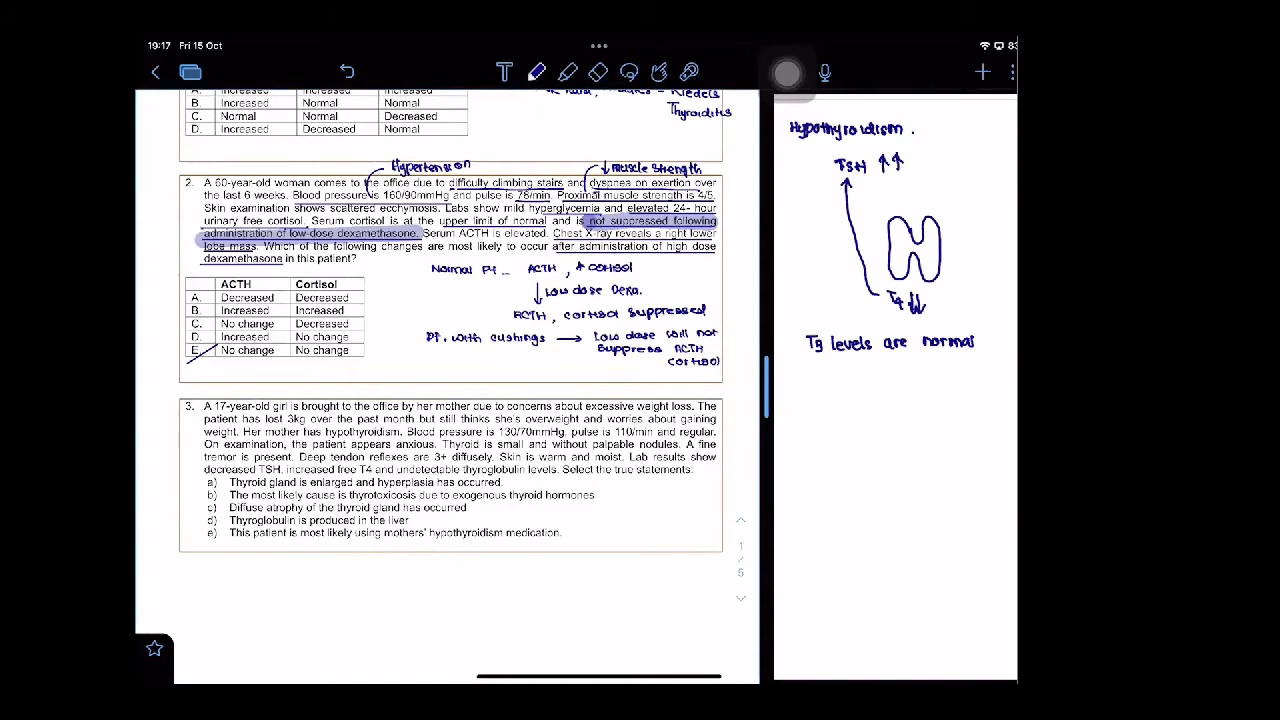 19:17 Fri 15 Oct
Thyroiditis
B. Increased Normal Normal
C. Normal Normal Decreased
D. Increased Decreased Normal
Hypertension
↓ muscle strength
2. A 60-year-old woman comes to the office due to difficulty climbing stairs and dyspnea on exertion over
the last 6 weeks. Blood pressure is 160/90mmHg and pulse is 76/min. Proximal muscle strength is 4/5.
Skin examination shows scattered ecchymosis. Labs show mild hyperglycemia and elevated 24- hour
urinary free cortisol. Serum cortisol is at the upper limit of normal and is not suppressed following
administration of low-dose dexamethasone. Serum ACTH is elevated. Chest X-ray reveals a right lower
lobe mass. Which of the following changes are most likely to occur after administration of high dose
dexamethasone in this patient?
ACTH Cortisol
A. Decreased Decreased
B. Increased Increased
C. No change Decreased
D. Increased No change
E. No change No change
Normal Pt - ACTH, ↑ cortisol
↓ Low dose Dexa.
ACTH, cortisol suppressed
Pt. with cushings → Low dose will not
suppress ACTH
cortisol
3. A 17-year-old girl is brought to the office by her mother due to concerns about excessive weight loss. The
patient has lost 3kg over the past month but still thinks she's overweight and worries about gaining
weight. Her mother has hypothyroidism. Blood pressure is 130/70mmHg, pulse is 110/min and regular.
On examination, the patient appears anxious. Thyroid is small and without palpable nodules. A fine
tremor is present. Deep tendon reflexes are 3+ diffusely. Skin is warm and moist. Lab results show
decreased TSH, increased free T4 and undetectable thyroglobulin levels. Select the true statements:
a) Thyroid gland is enlarged and hyperplasia has occurred.
b) The most likely cause is thyrotoxicosis due to exogenous thyroid hormones
c) Diffuse atrophy of the thyroid gland has occurred
d) Thyroglobulin is produced in the liver
e) This patient is most likely using mothers' hypothyroidism medication.
1
/
5
Hypothyroidism.
TSH ↑↑
T4 ↓↓
T3 levels are normal